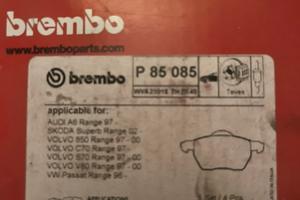 brembo
www.bremboparts.com
brembo
P 85 085
Teves
applicable for:
AUDI A6 Range 97 -
SKODA Superb Range 02 -
VOLVO 850 Range 97 - 00
VOLVO C70 Range 97 -
VOLVO S70 Range 97 - 00
VOLVO V70 Range 97 - 00
VW Passat Range 96 -
APPLICATIONS